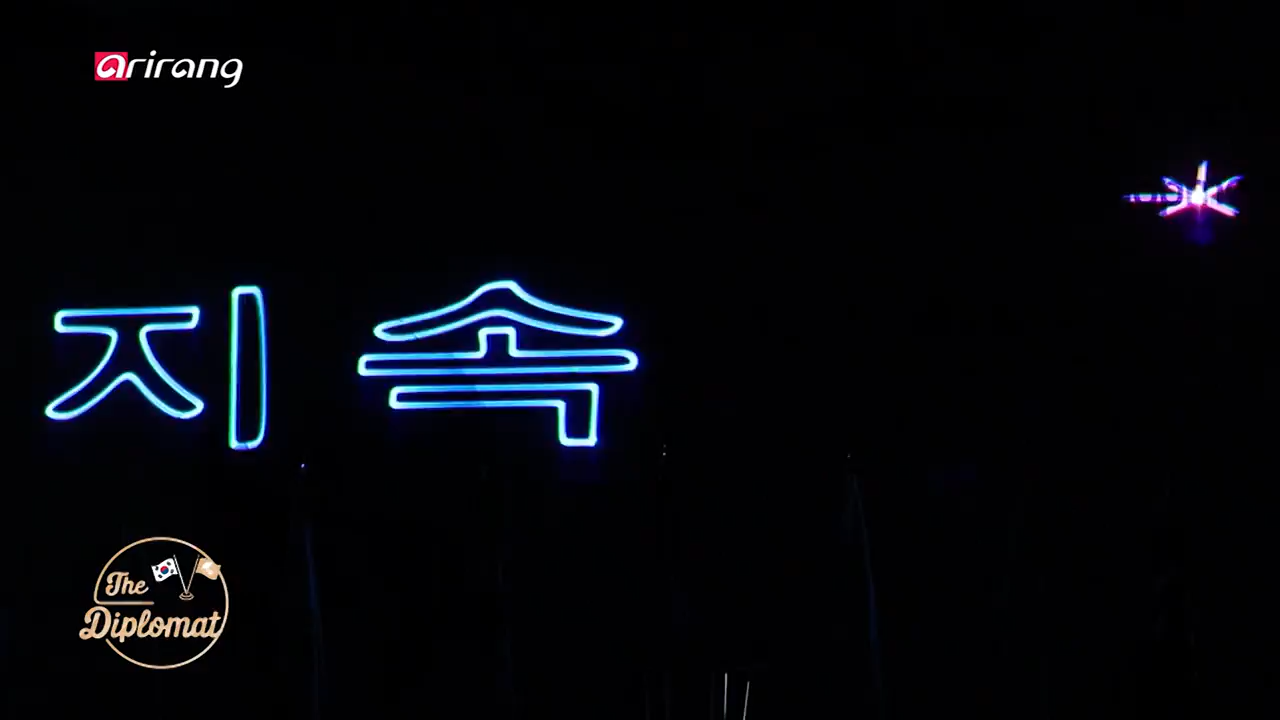 arirang
지속
The
Diplomat